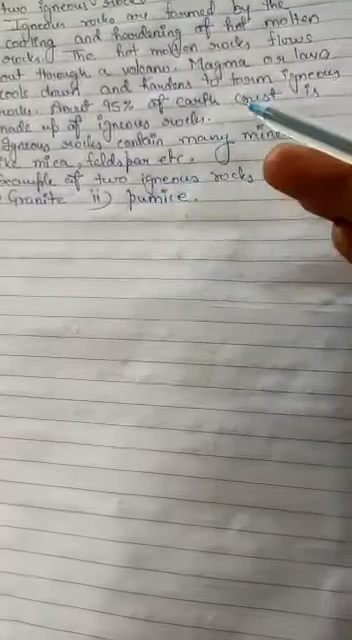 two igneous rock
Igneous rocks are formed by the
cooling and hardening of hot molten
rocks. The hot molten rocks flows
out through a volcano. Magma or lava
cools down and hardens to form igneous
rocks. About 95% of earth crust is
made up of igneous rocks.
Igneous rocks contain many mine
like mica, feldspar etc.
Example of two igneous rocks
Granite ii) pumice.